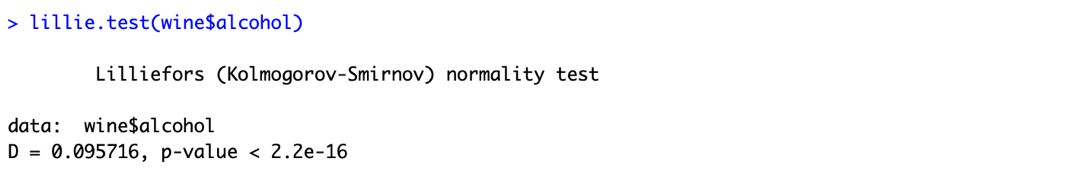 > lillie.test(wine$alcohol)
Lilliefors (Kolmogorov-Smirnov) normality test
data:  wine$alcohol
D = 0.095716, p-value < 2.2e-16